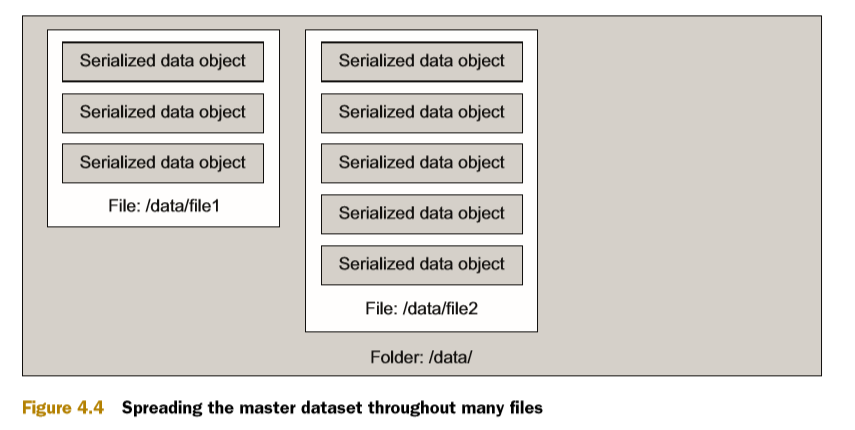 Serialized data object
Serialized data object
Serialized data object
File: /data/file1
Serialized data object
Serialized data object
Serialized data object
Serialized data object
Serialized data object
File: /data/file2
Folder: /data/
Figure 4.4 Spreading the master dataset throughout many files